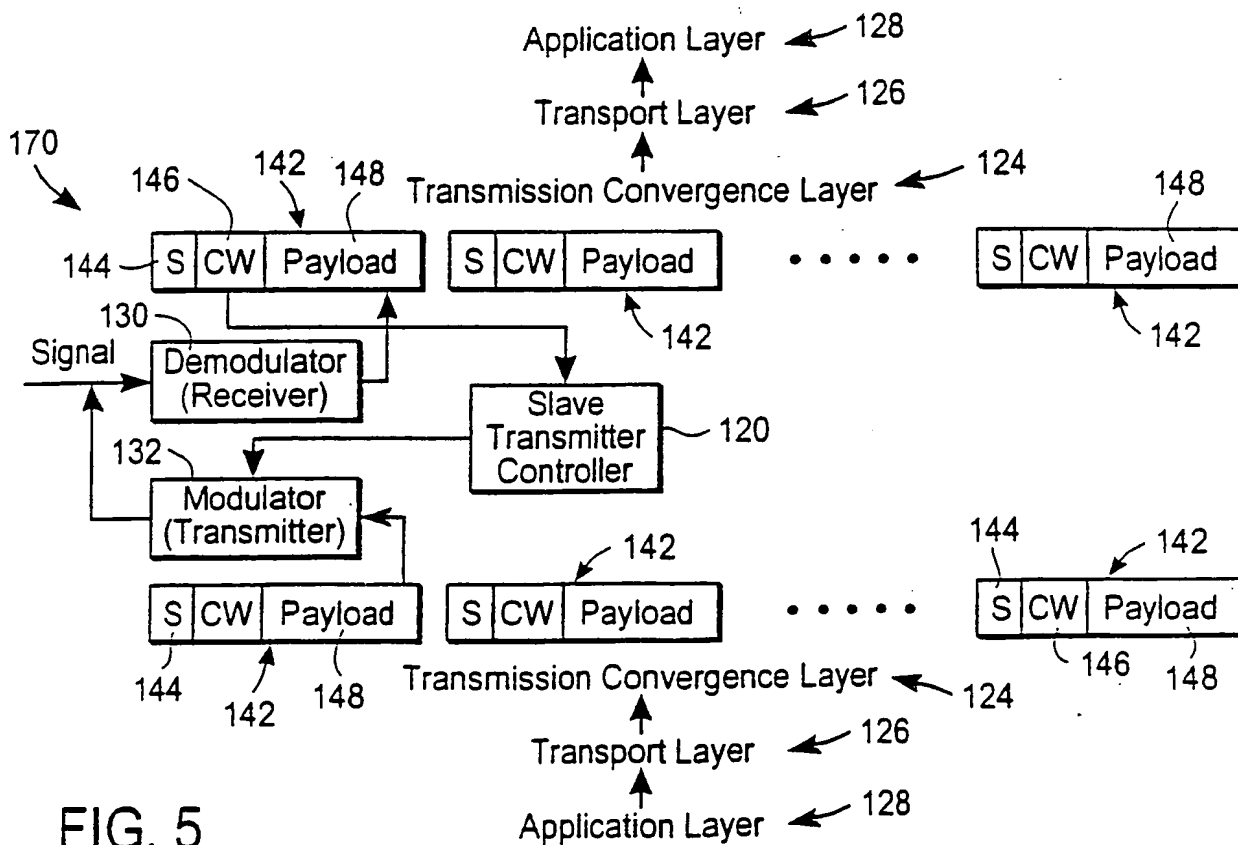 Application Layer 128
Transport Layer 126
170
146 142 148
Transmission Convergence Layer 124
148
144 S CW Payload S CW Payload S CW Payload
130
142 142
Signal
Demodulator
(Receiver)
Slave
Transmitter
Controller
120
132
Modulator
(Transmitter)
142 144 142
S CW Payload S CW Payload S CW Payload
144 142 148 146 148
Transmission Convergence Layer 124
Transport Layer 126
Application Layer 128
FIG. 5